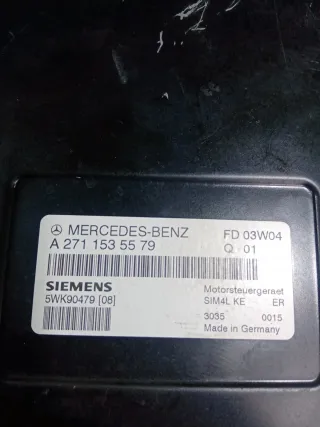 MERCEDES-BENZ FD 03W04
A 271 153 55 79 Q 01
SIEMENS Motorsteuergeraet
5WK90479 [08] SIM4L KE ER
3035 0015
Made in Germany